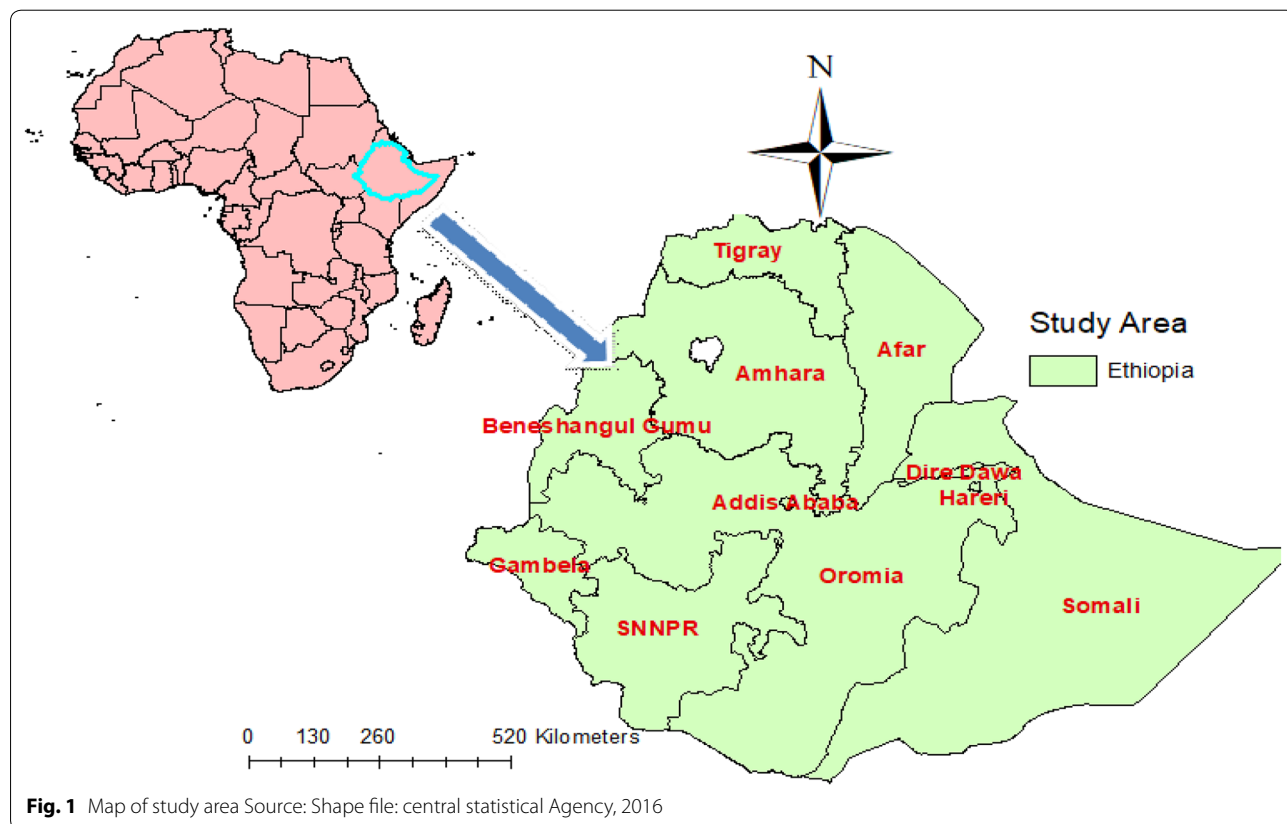 N
Tigray
Study Area
Afar
Ethiopia
Amhara
Beneshangul Gumu
Dire Dawa
Hareri
Addis Ababa
Gambela
Oromia
Somali
SNNPR
0 130 260 520 Kilometers
Fig. 1 Map of study area Source: Shape file: central statistical Agency, 2016